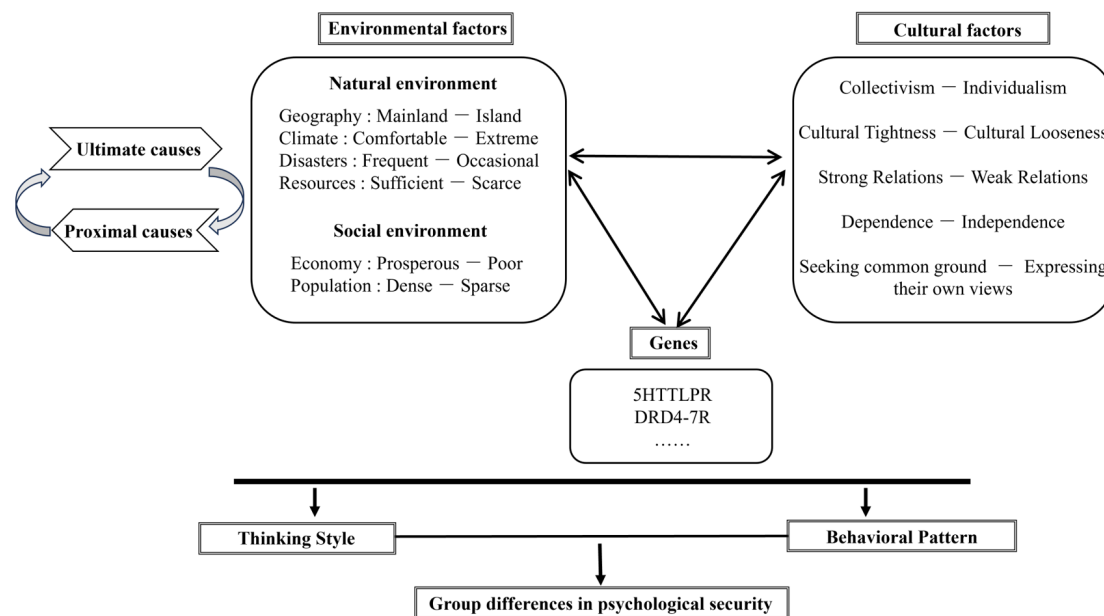 Environmental factors
Cultural factors
Natural environment
Geography : Mainland — Island
Climate : Comfortable — Extreme
Disasters : Frequent — Occasional
Resources : Sufficient — Scarce
Social environment
Economy : Prosperous — Poor
Population : Dense — Sparse
Ultimate causes
Proximal causes
Collectivism — Individualism
Cultural Tightness — Cultural Looseness
Strong Relations — Weak Relations
Dependence — Independence
Seeking common ground — Expressing
their own views
Genes
5HTTLPR
DRD4-7R
……
Thinking Style
Behavioral Pattern
Group differences in psychological security